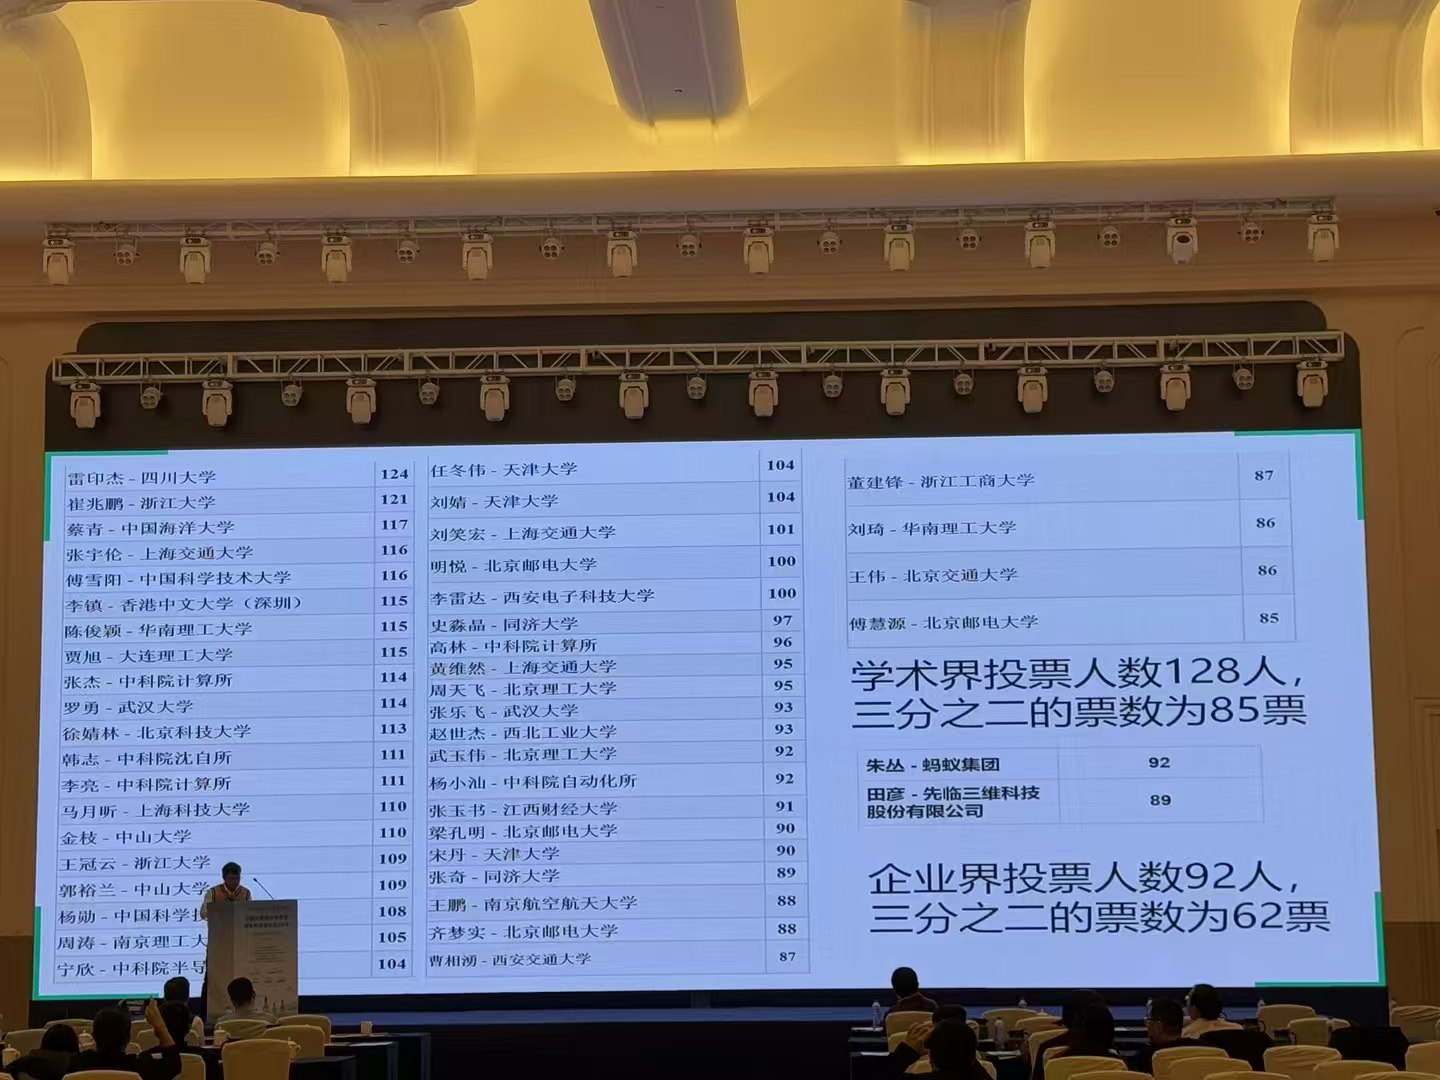 雷印杰 - 四川大学 124
崔兆鹏 - 浙江大学 121
蔡青 - 中国海洋大学 117
张宇伦 - 上海交通大学 116
傅雪阳 - 中国科学技术大学 116
李镇 - 香港中文大学（深圳） 115
陈俊颖 - 华南理工大学 115
贾旭 - 大连理工大学 115
张杰 - 中科院计算所 114
罗勇 - 武汉大学 114
徐婧林 - 北京科技大学 113
韩志 - 中科院沈自所 111
李亮 - 中科院计算所 111
马月昕 - 上海科技大学 110
金枝 - 中山大学 110
王冠云 - 浙江大学 109
郭裕兰 - 中山大学 109
杨勋 - 中国科学技 108
周涛 - 南京理工大 105
宁欣 - 中科院半导 104
任冬伟 - 天津大学 104
刘婧 - 天津大学 104
刘笑宏 - 上海交通大学 101
明悦 - 北京邮电大学 100
李雷达 - 西安电子科技大学 100
史淼晶 - 同济大学 97
高林 - 中科院计算所 96
黄维然 - 上海交通大学 95
周天飞 - 北京理工大学 95
张乐飞 - 武汉大学 93
赵世杰 - 西北工业大学 93
武玉伟 - 北京理工大学 92
杨小汕 - 中科院自动化所 92
张玉书 - 江西财经大学 91
梁孔明 - 北京邮电大学 90
宋丹 - 天津大学 90
张奇 - 同济大学 89
王鹏 - 南京航空航天大学 88
齐梦实 - 北京邮电大学 88
曹相湧 - 西安交通大学 87
董建锋 - 浙江工商大学 87
刘琦 - 华南理工大学 86
王伟 - 北京交通大学 86
傅慧源 - 北京邮电大学 85
学术界投票人数128人，
三分之二的票数为85票
朱丛 - 蚂蚁集团 92
田彦 - 先临三维科技
股份有限公司 89
企业界投票人数92人，
三分之二的票数为62票